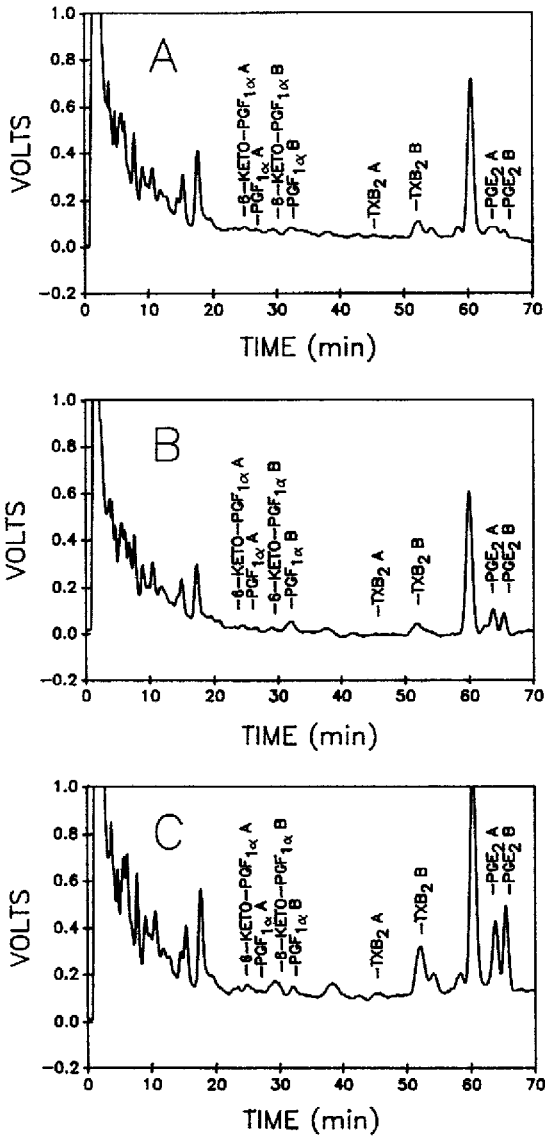 A
VOLTS
1.0
0.8
0.6
0.4
0.2
0.0
−0.2
–6–KETO–PGF1α A
–PGF1α A
–6–KETO–PGF1α B
–PGF1α B
–TXB2 A
–TXB2 B
–PGE2 A
–PGE2 B
0 10 20 30 40 50 60 70
TIME (min)
B
VOLTS
1.0
0.8
0.6
0.4
0.2
0.0
−0.2
–6–KETO–PGF1α A
–PGF1α A
–6–KETO–PGF1α B
–PGF1α B
–TXB2 A
–TXB2 B
–PGE2 A
–PGE2 B
0 10 20 30 40 50 60 70
TIME (min)
C
VOLTS
1.0
0.8
0.6
0.4
0.2
0.0
−0.2
–6–KETO–PGF1α A
–PGF1α A
–6–KETO–PGF1α B
–PGF1α B
–TXB2 A
–TXB2 B
–PGE2 A
–PGE2 B
0 10 20 30 40 50 60 70
TIME (min)